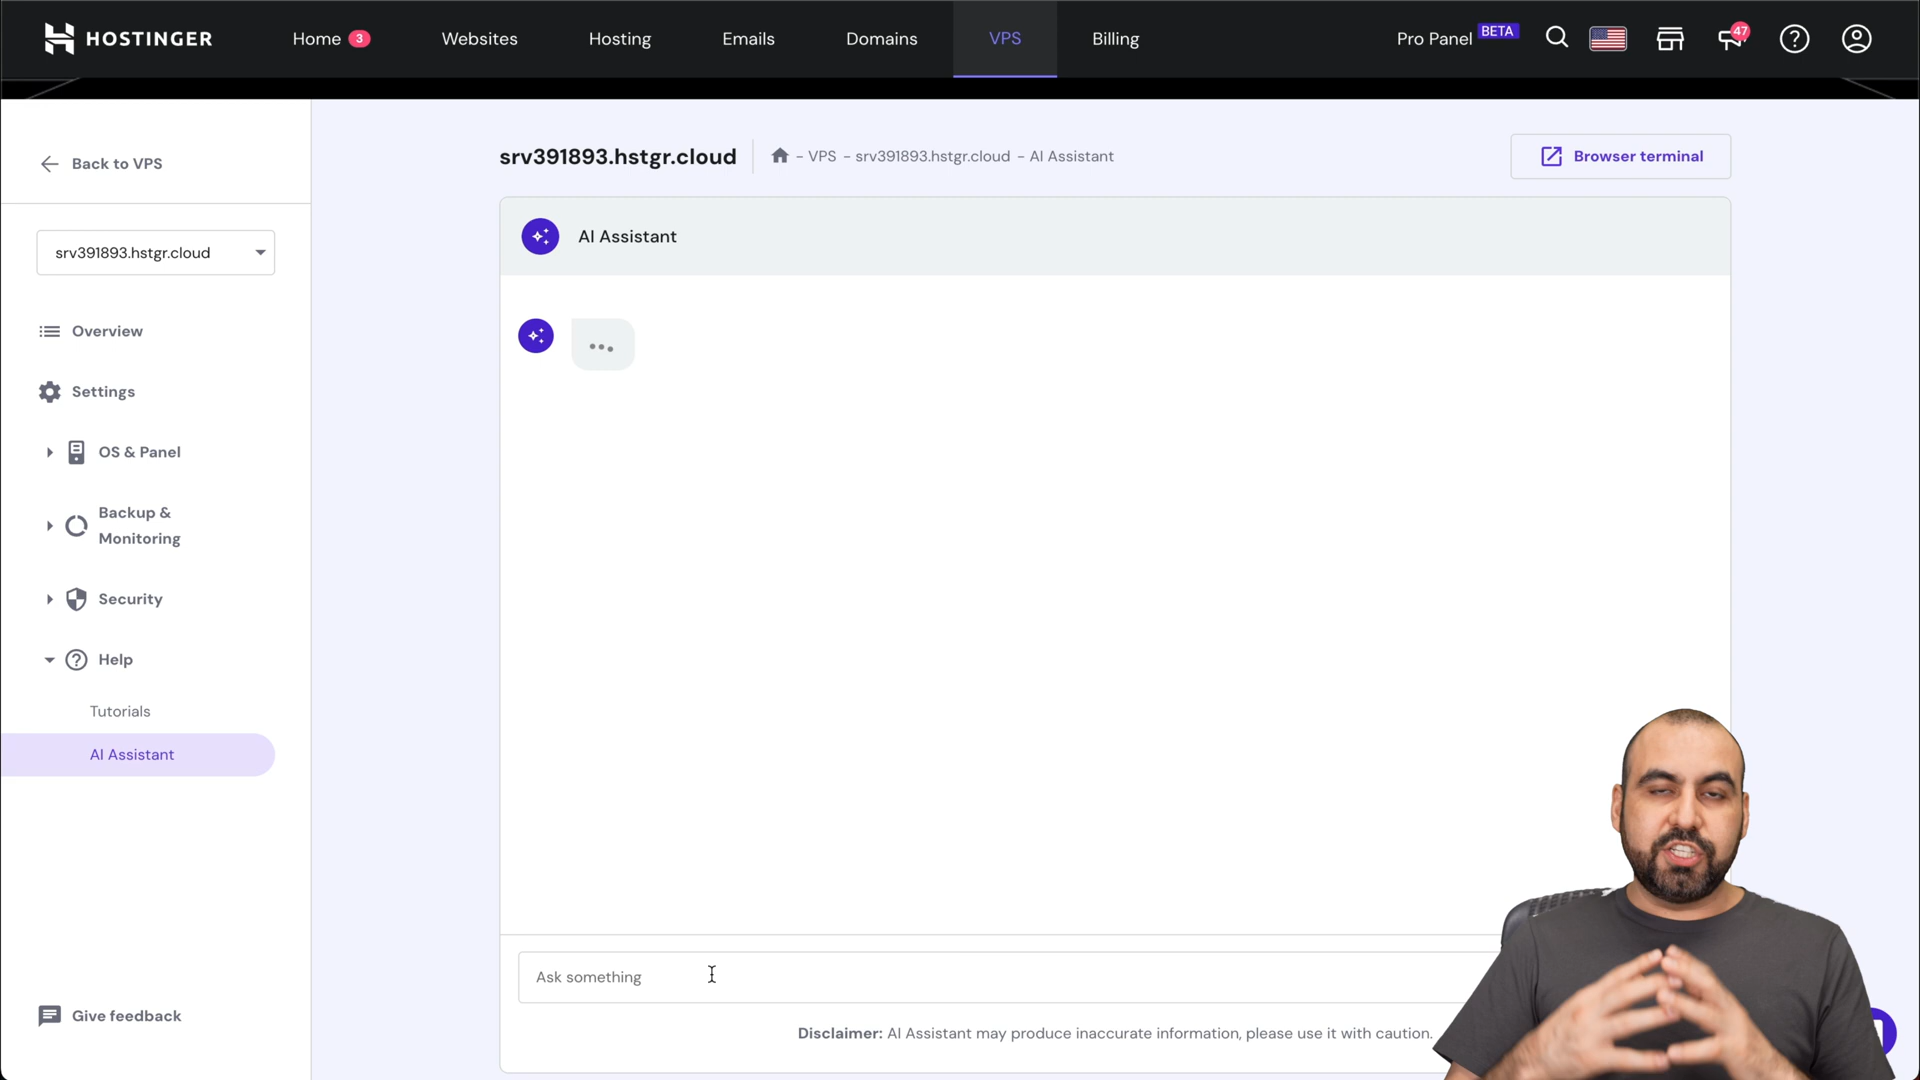 HOSTINGER
Home 3
Websites
Hosting
Emails
Domains
VPS
Billing
Pro Panel BETA
47
Back to VPS
srv391893.hstgr.cloud
Overview
Settings
OS & Panel
Backup &
Monitoring
Security
Help
Tutorials
AI Assistant
Give feedback
srv391893.hstgr.cloud
- VPS - srv391893.hstgr.cloud - AI Assistant
Browser terminal
AI Assistant
Ask something
Disclaimer: AI Assistant may produce inaccurate information, please use it with caution.